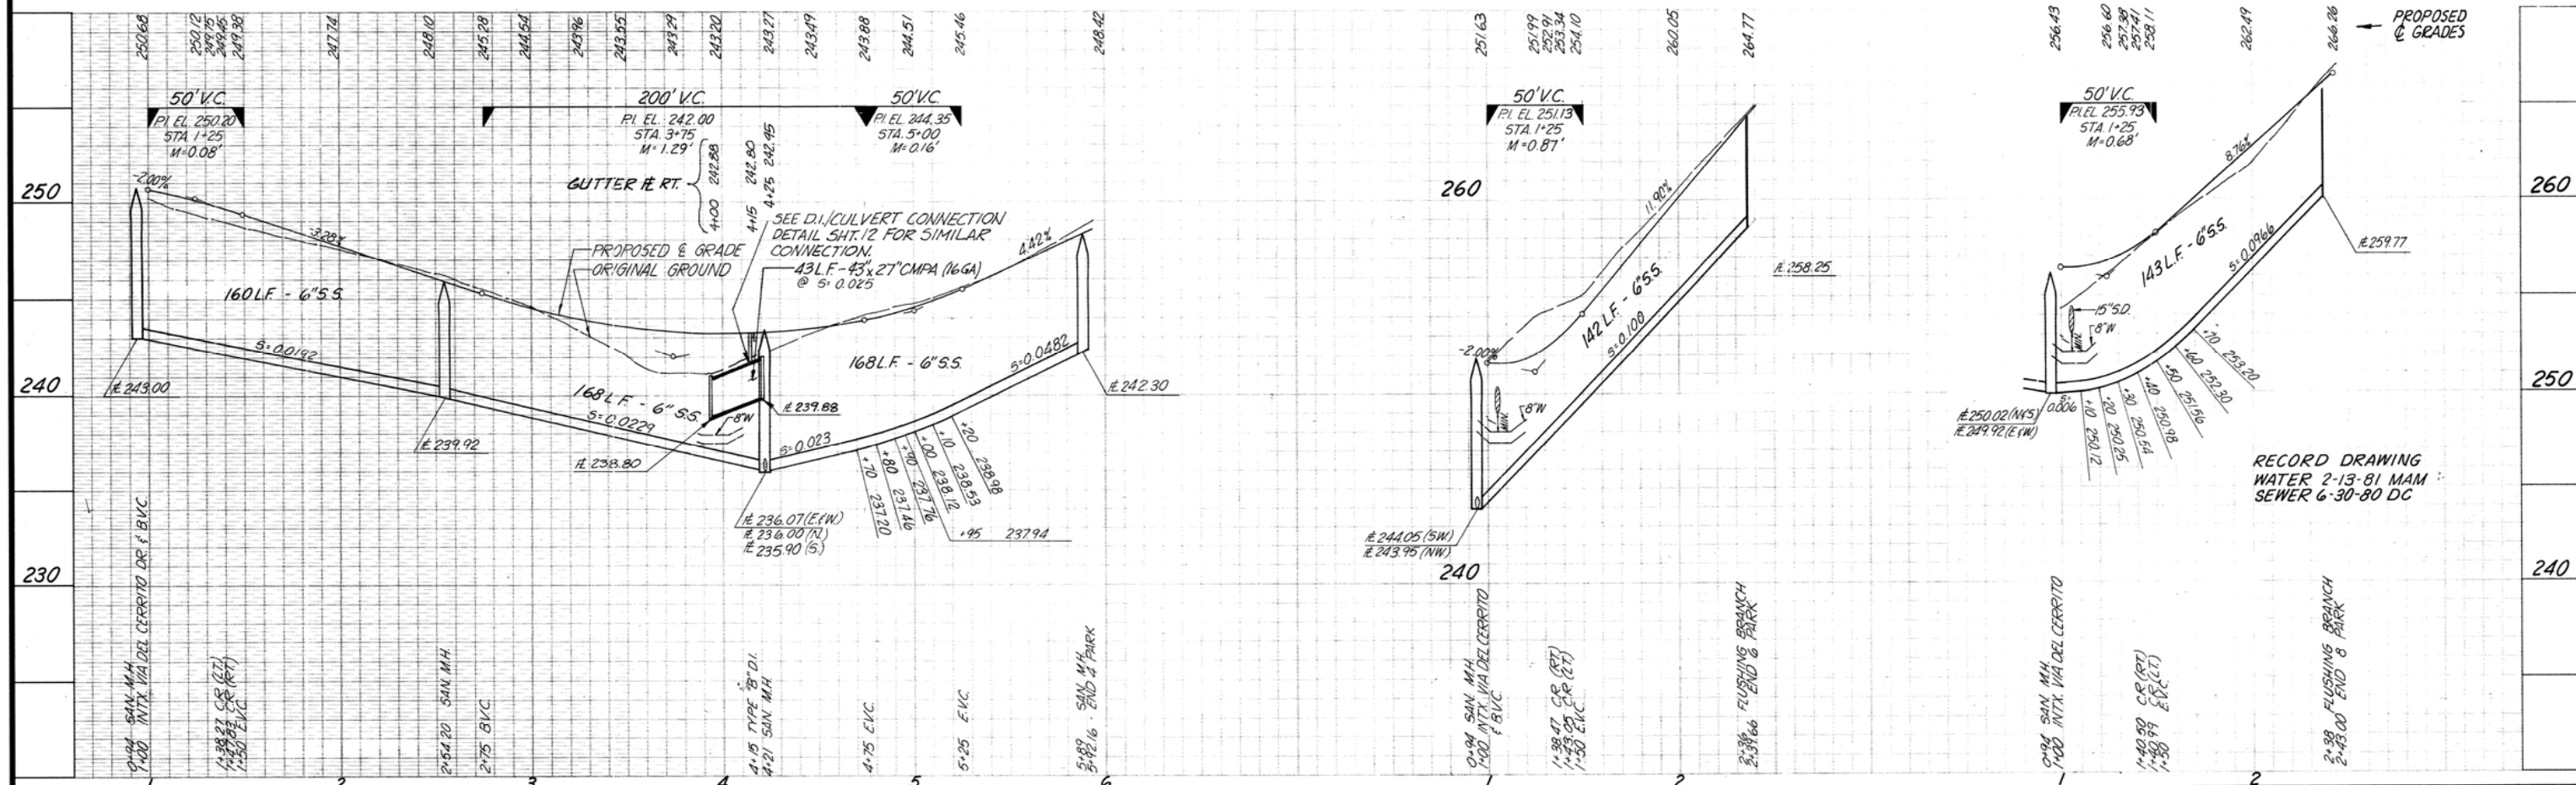 250.68
250.12
249.75
249.45
249.38
247.74
248.10
245.28
244.54
243.96
243.55
243.29
243.20
243.27
243.49
243.88
244.51
245.46
248.42
251.63
251.99
252.91
253.34
254.10
260.05
264.77
256.43
256.60
257.38
257.41
258.11
262.49
266.26
PROPOSED
℄ GRADES
50' V.C.
P.I. EL. 250.20
STA. 1+25
M=0.08'
200' V.C.
P.I. EL. 242.00
STA. 3+75
M=1.29'
50' V.C.
P.I. EL. 244.35
STA. 5+00
M=0.16'
GUTTER ⅊ RT.
4+00 242.88
4+15 242.80
4+25 242.95
250
240
230
-2.00%
-3.28%
4.42%
SEE D.I./CULVERT CONNECTION
DETAIL SHT. 12 FOR SIMILAR
CONNECTION.
43 L.F.-43"x27" CMPA (16GA)
@ S=0.025
PROPOSED ℄ GRADE
ORIGINAL GROUND
160 L.F. - 6" S.S.
S=0.0192
168 L.F. - 6" S.S.
S=0.0229
8"W
168 L.F. - 6" S.S.
S=0.0482
S=0.023
⅊ 243.00
⅊ 239.92
⅊ 238.80
⅊ 239.88
⅊ 242.30
⅊ 236.07 (E&W)
⅊ 236.00 (N.)
⅊ 235.90 (S.)
+70 237.20
+80 237.46
+90 237.76
+00 238.12
+10 238.53
+20 238.98
+95 237.94
0+94 SAN. M.H.
1+00 INTX. VIA DEL CERRITO DR. & BVC
1+38.27 C.R. (LT.)
1+47.83 C.R. (RT.)
1+50 E.V.C.
2+54.20 SAN. M.H.
2+75 BVC
4+15 TYPE "B" D.I.
4+21 SAN. M.H.
4+75 EVC
5+25 E.V.C.
5+89 SAN. M.H.
5+92.16 - END 4 PARK
1
2
3
4
5
6
50' V.C.
P.I. EL. 251.13
STA. 1+25
M=0.87'
260
240
-2.00%
11.90%
142 L.F. - 6" S.S.
S=0.100
1' MIN.
8"W
⅊ 258.25
⅊ 244.05 (SW)
⅊ 243.95 (NW)
0+94 SAN. M.H.
1+00 INTX. VIA DEL CERRITO
& BVC
1+38.47 C.R. (RT.)
1+43.05 C.R. (LT.)
1+50 E.V.C.
2+36 FLUSHING BRANCH
2+39.66 END 6 PARK
1
2
50' V.C.
P.I. EL. 255.93
STA. 1+25
M=0.68'
8.76%
143 L.F. - 6" S.S.
S=0.0966
15" S.D.
8"W
1' MIN.
⅊ 259.77
S=
0.006
⅊ 250.02 (N&S)
⅊ 249.92 (E&W)
+10 250.12
+20 250.25
+30 250.54
+40 250.98
+50 251.56
+60 252.30
+70 253.20
RECORD DRAWING
WATER 2-13-81 MAM
SEWER 6-30-80 DC
0+94 SAN. M.H.
1+00 INTX. VIA DEL CERRITO
1+40.50 C.R. (RT.)
1+40.99 C.R. (LT.)
1+50 E.V.C.
2+38 FLUSHING BRANCH
2+43.00 END 8 PARK
260
250
240
1
2